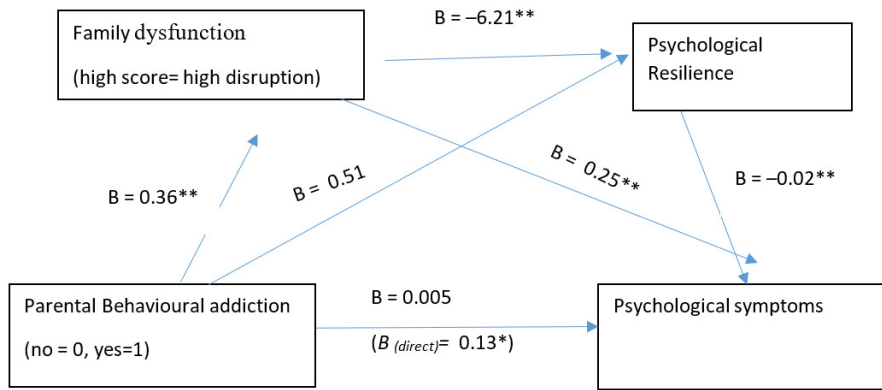 Family dysfunction
(high score= high disruption)
B = –6.21**
Psychological
Resilience
B = 0.36**
B = 0.51
B = 0.25**
B = –0.02**
Parental Behavioural addiction
(no = 0, yes=1)
B = 0.005
(B (direct)= 0.13*)
Psychological symptoms